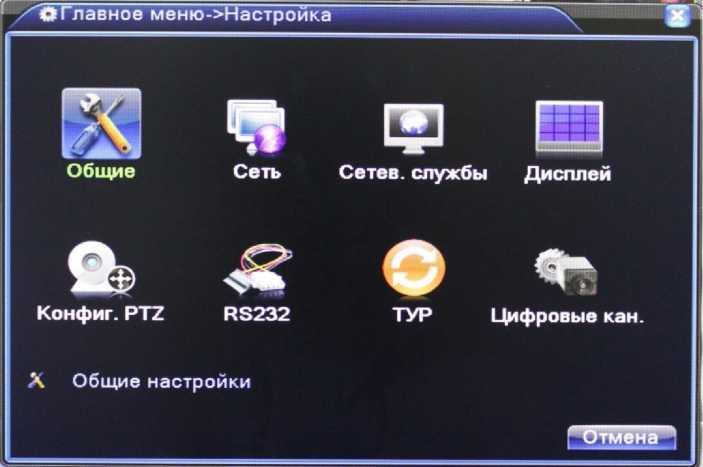 Главное меню->Настройка
Общие Сеть Сетев. службы Дисплей
Конфиг. PTZ RS232 ТУР Цифровые кан.
Общие настройки
Отмена